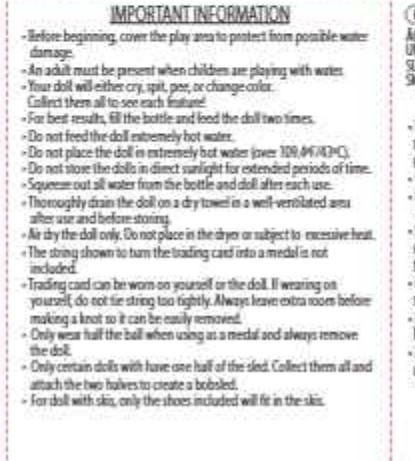 IMPORTANT INFORMATION
- Before beginning, cover the play area to protect from possible water
damage.
- An adult must be present when children are playing with water.
- Your doll will either cry, spit, pee, or change color.
Collect them all to see each feature!
- For best results, fill the bottle and feed the doll two times.
- Do not feed the doll extremely hot water.
- Do not place the doll in extremely hot water (over 109.4ºF/43ºC).
- Do not store the dolls in direct sunlight for extended periods of time.
- Squeeze out all water from the bottle and doll after each use.
- Thoroughly drain the doll on a dry towel in a well-ventilated area
after use and before storing.
- Air dry the doll only. Do not place in the dryer or subject to excessive heat.
- The string shown to turn the trading card into a medal is not
included.
- Trading card can be worn on yourself or the doll. If wearing on
yourself, do not tie string too tightly. Always leave extra room before
making a knot so it can be easily removed.
- Only wear half the ball when using as a medal and always remove
the doll.
- Only certain dolls with have one half of the sled. Collect them all and
attach the two halves to create a bobsled.
- For doll with skis, only the shoes included will fit in the skis.